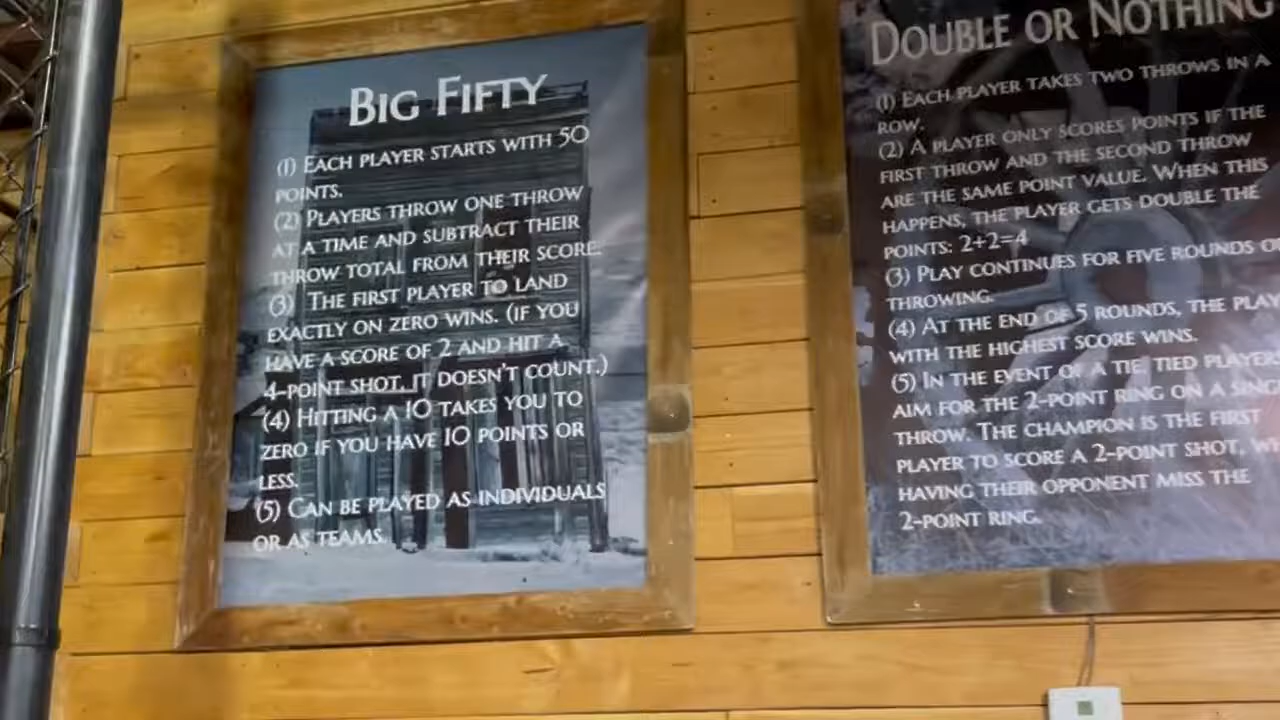 BIG FIFTY
(1) EACH PLAYER STARTS WITH 50
POINTS.
(2) PLAYERS THROW ONE THROW
AT A TIME AND SUBTRACT THEIR
THROW TOTAL FROM THEIR SCORE.
(3) THE FIRST PLAYER TO LAND
EXACTLY ON ZERO WINS. (IF YOU
HAVE A SCORE OF 2 AND HIT A
4-POINT SHOT, IT DOESN'T COUNT.)
(4) HITTING A 10 TAKES YOU TO
ZERO IF YOU HAVE 10 POINTS OR
LESS.
(5) CAN BE PLAYED AS INDIVIDUALS
OR AS TEAMS.
DOUBLE OR NOTHING
(1) EACH PLAYER TAKES TWO THROWS IN A
ROW.
(2) A PLAYER ONLY SCORES POINTS IF THE
FIRST THROW AND THE SECOND THROW
ARE THE SAME POINT VALUE. WHEN THIS
HAPPENS, THE PLAYER GETS DOUBLE THE
POINTS: 2+2=4
(3) PLAY CONTINUES FOR FIVE ROUNDS
THROWING.
(4) AT THE END OF 5 ROUNDS, THE PLAY
WITH THE HIGHEST SCORE WINS.
(5) IN THE EVENT OF A TIE, TIED PLAYER
AIM FOR THE 2-POINT RING ON A SING
THROW. THE CHAMPION IS THE FIRST
PLAYER TO SCORE A 2-POINT SHOT, WI
HAVING THEIR OPPONENT MISS THE
2-POINT RING.